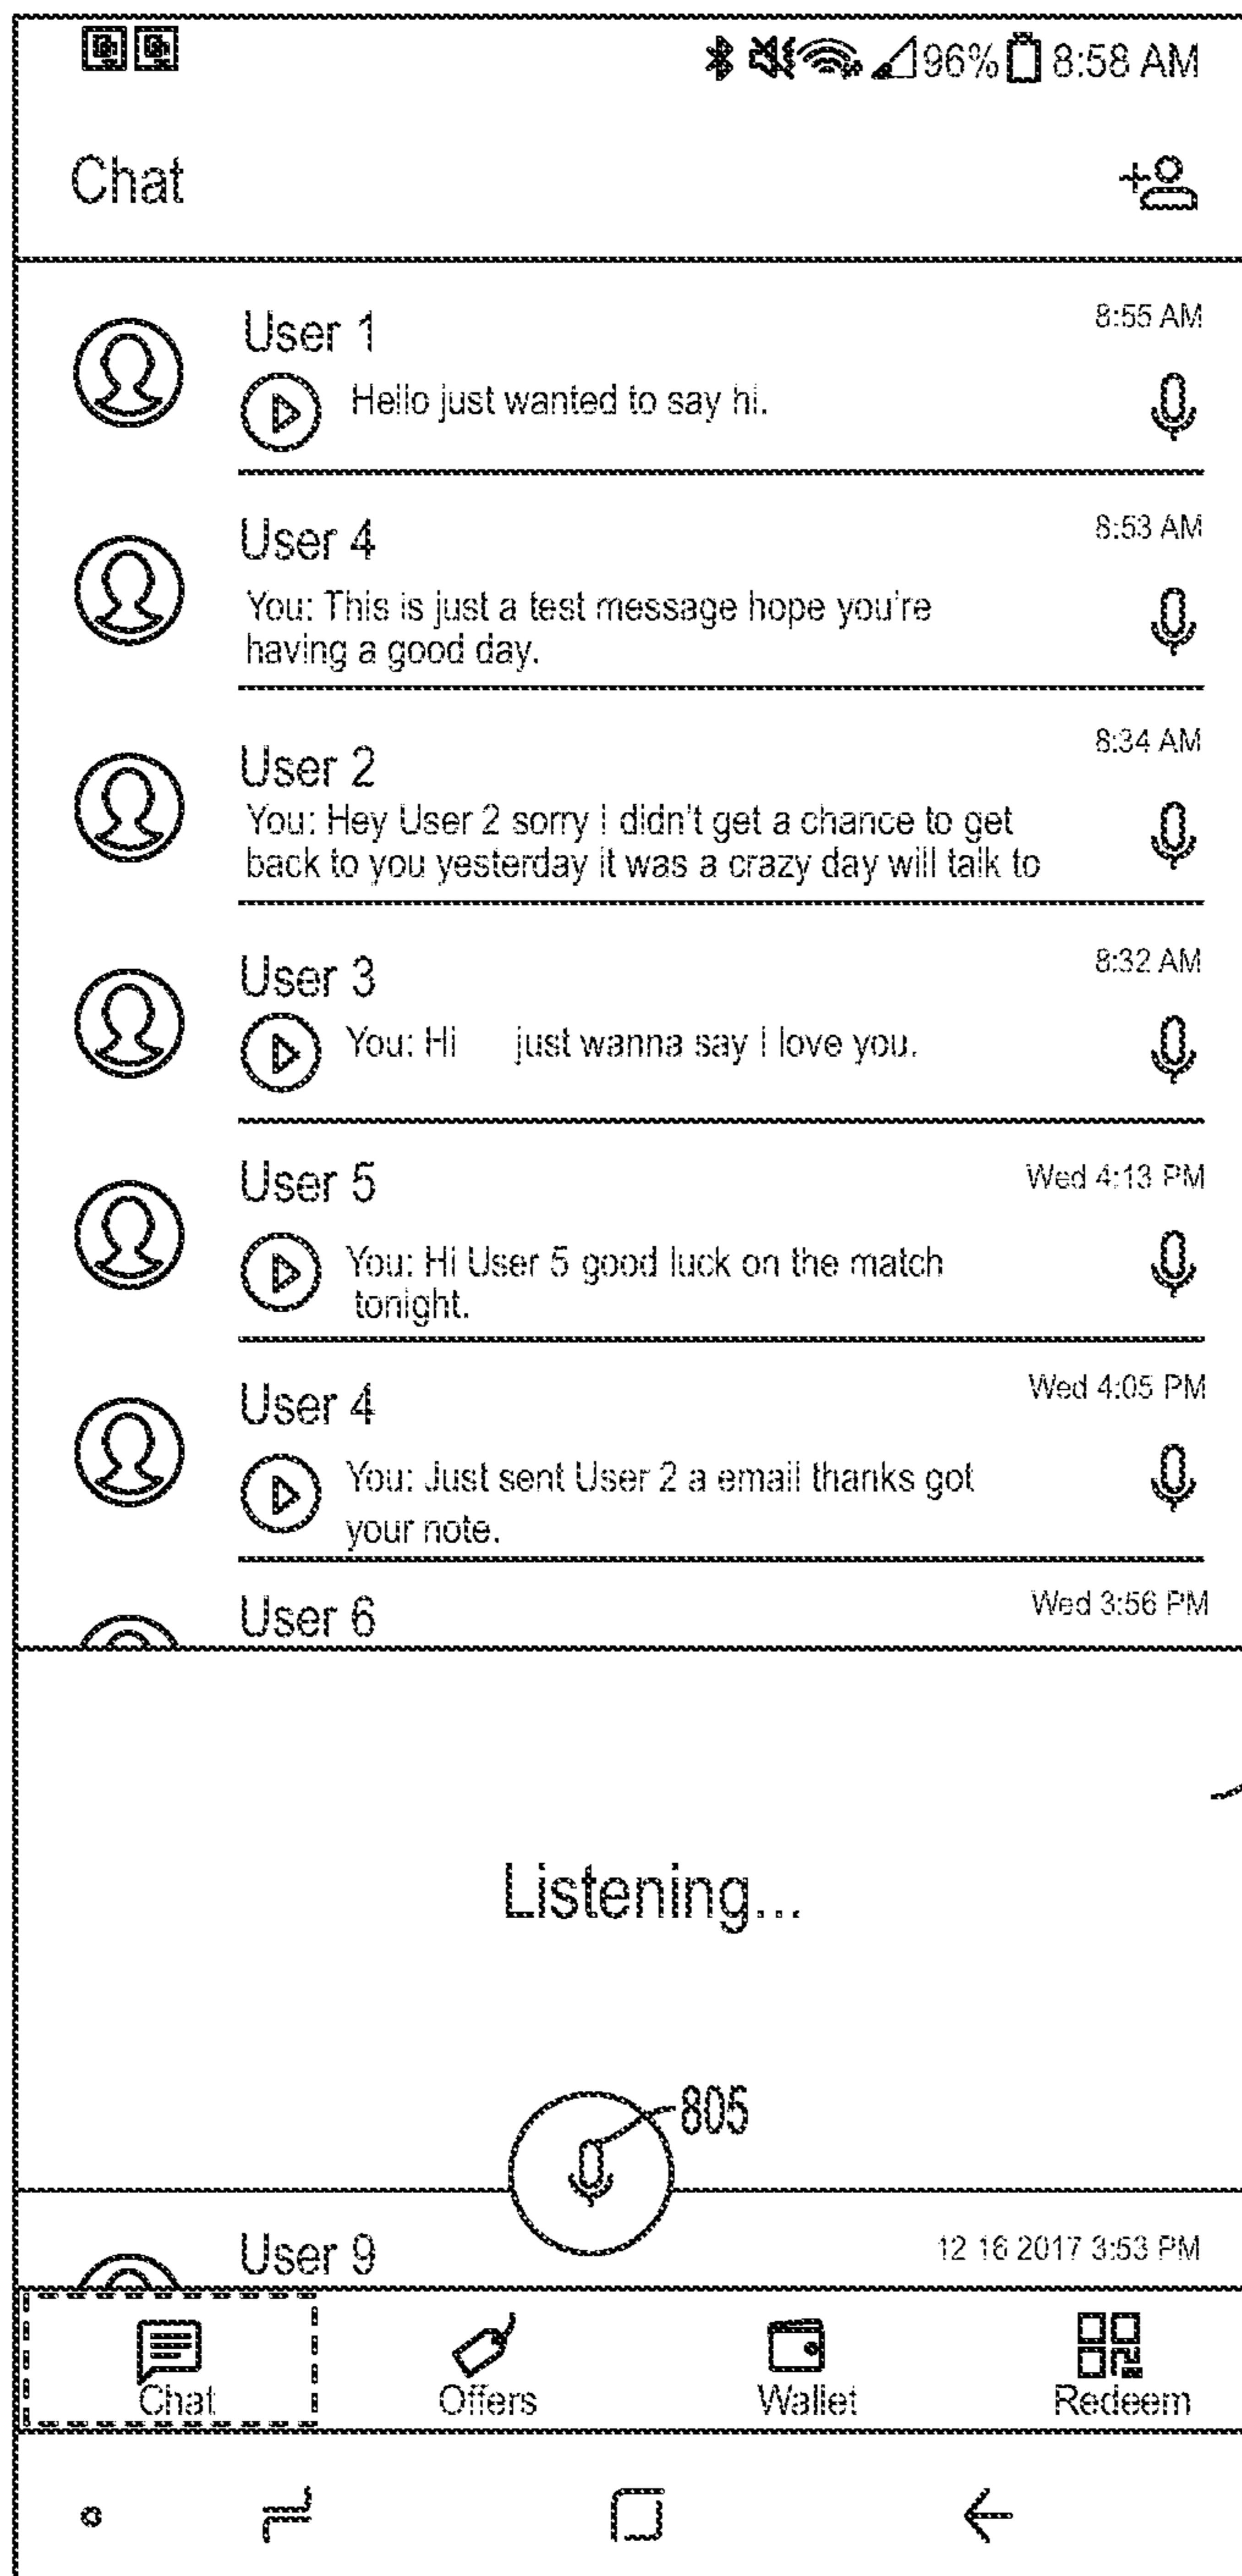 96% 8:58 AM
Chat
User 1 8:55 AM
Hello just wanted to say hi.
User 4 8:53 AM
You: This is just a test message hope you're
having a good day.
User 2 8:34 AM
You: Hey User 2 sorry i didn't get a chance to get
back to you yesterday it was a crazy day will talk to
User 3 8:32 AM
You: Hi just wanna say i love you.
User 5 Wed 4:13 PM
You: Hi User 5 good luck on the match
tonight.
User 4 Wed 4:05 PM
You: Just sent User 2 a email thanks got
your note.
User 6 Wed 3:56 PM
Listening...
805
User 9 12 16 2017 3:53 PM
Chat Offers Wallet Redeem